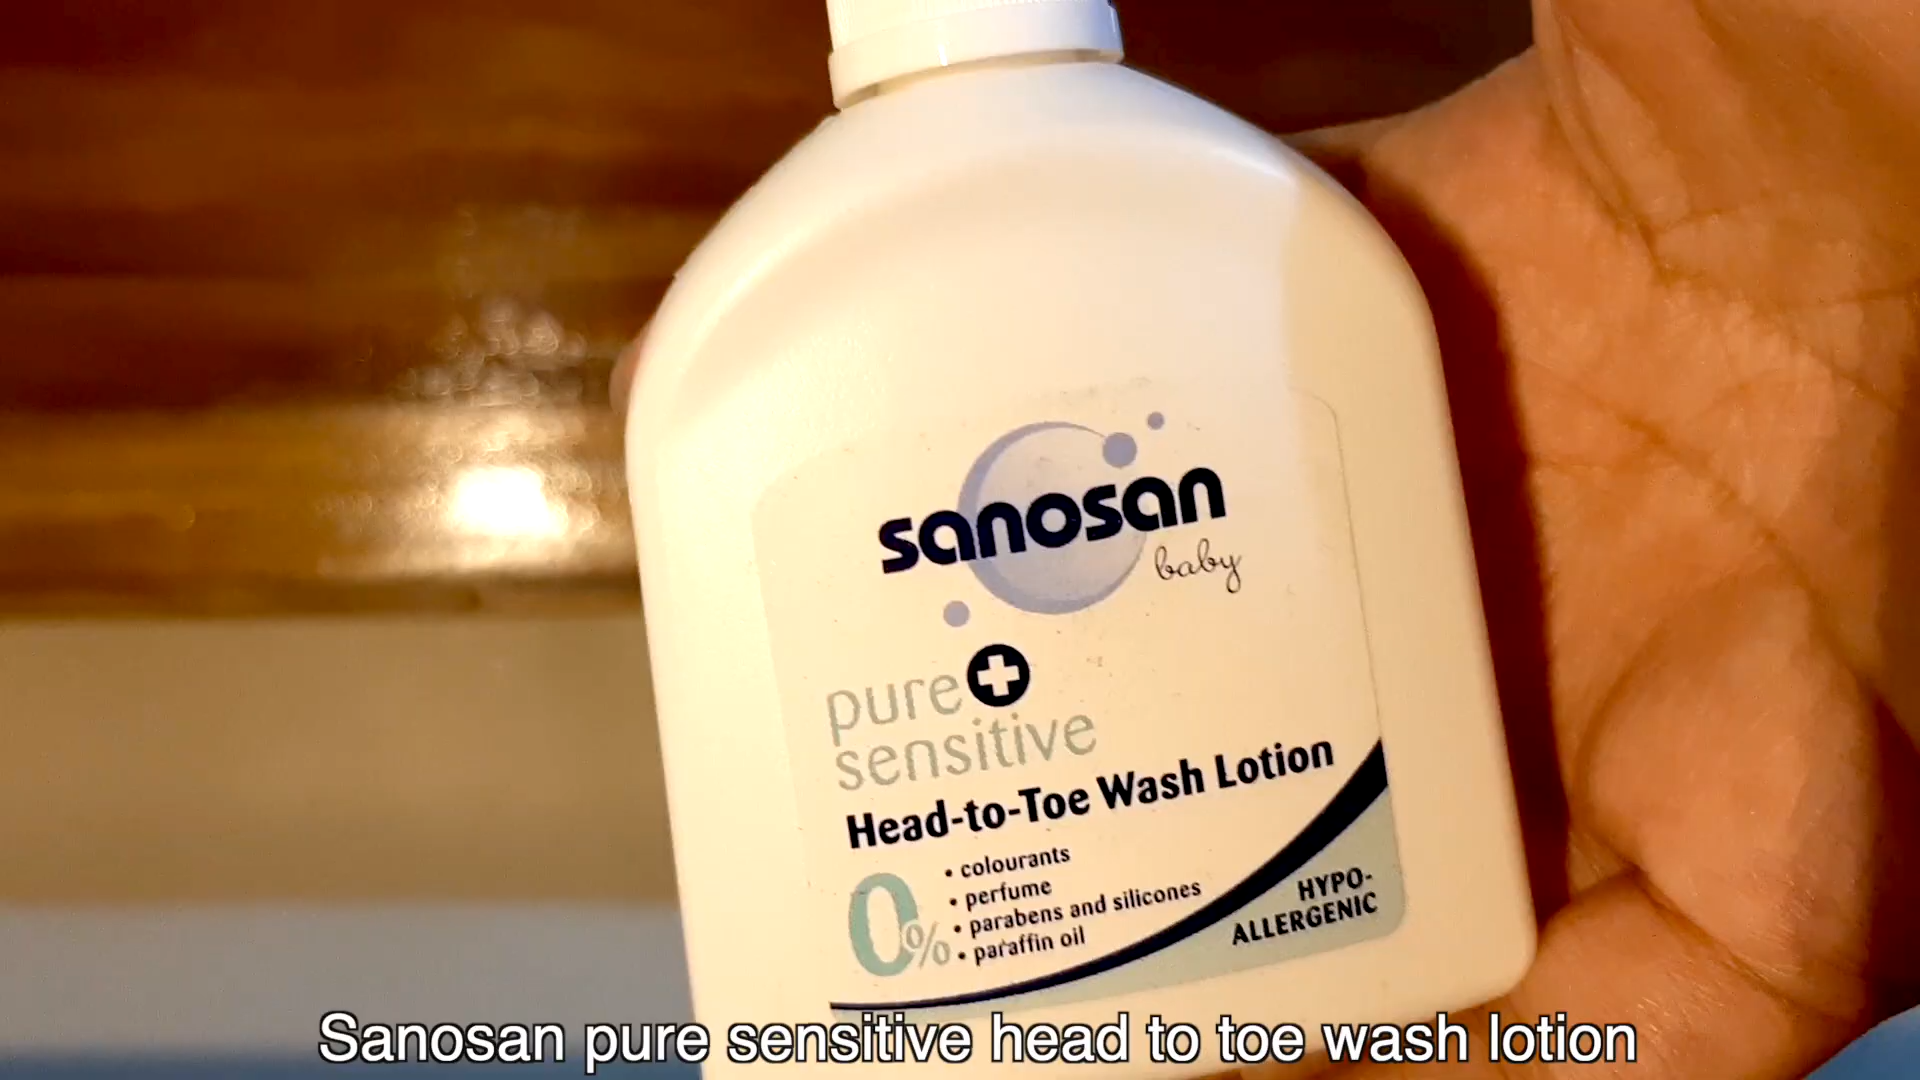 sanosan
baby
pure
sensitive
Head-to-Toe Wash Lotion
0%
• colourants
• perfume
• parabens and silicones
• paraffin oil
HYPO-
ALLERGENIC
Sanosan pure sensitive head to toe wash lotion